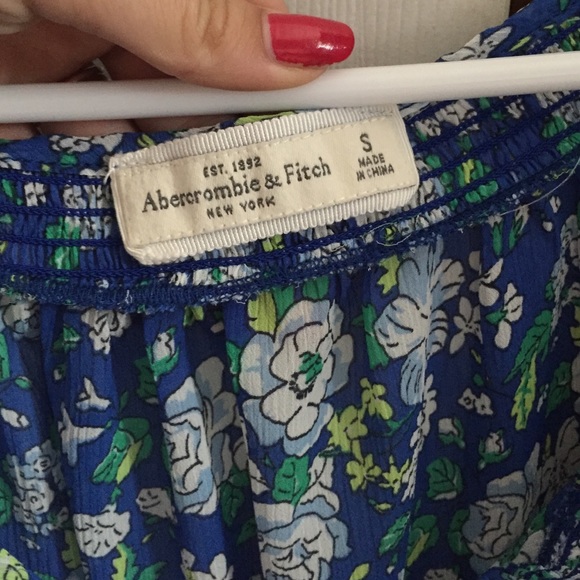 EST. 1892
Abercrombie & Fitch
NEW YORK
S
MADE
IN CHINA